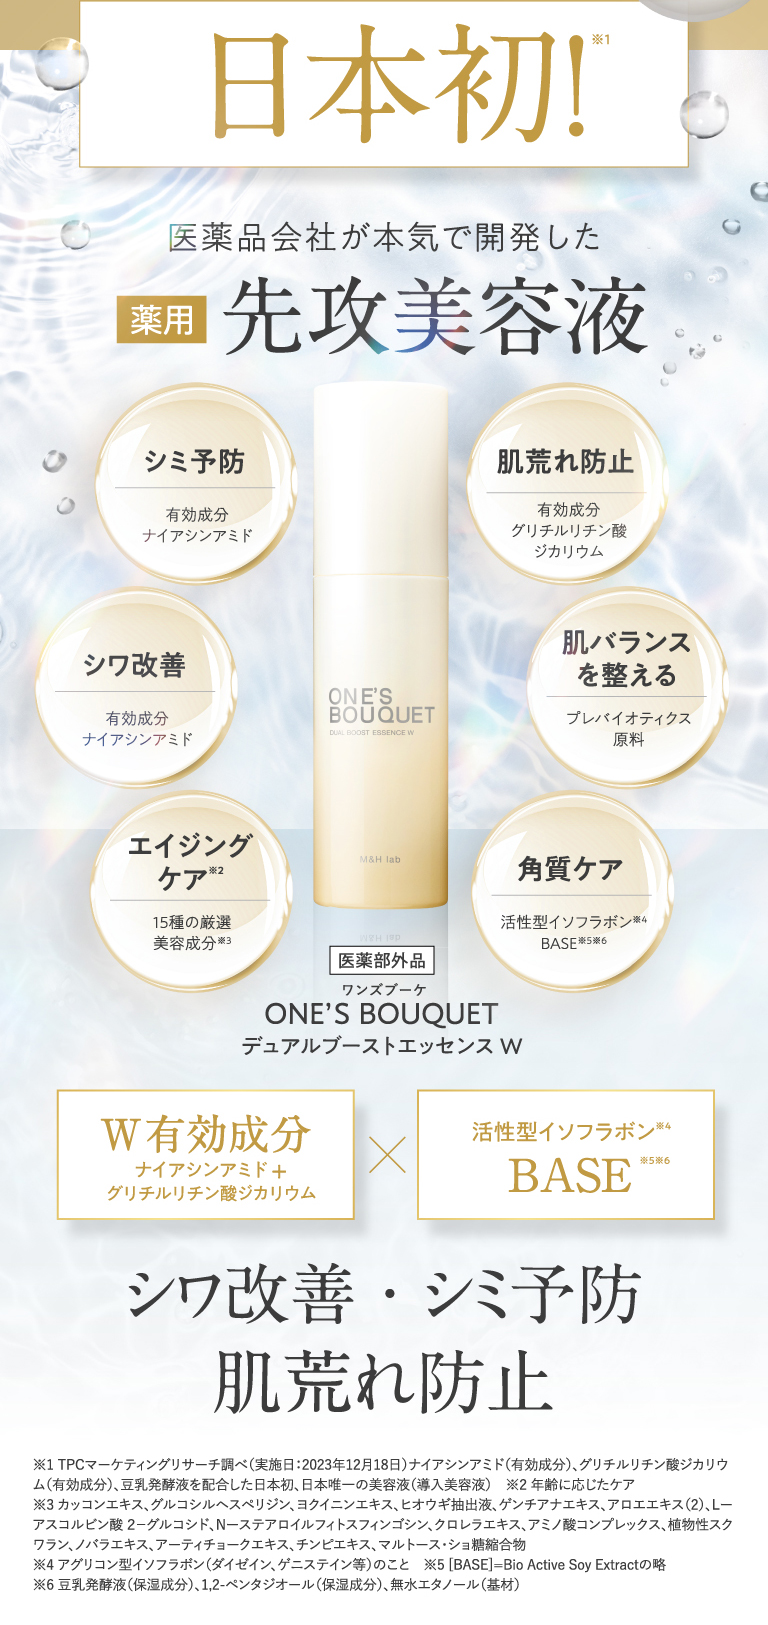 日本初!※1
医薬品会社が本気で開発した
薬用 先攻美容液
シミ予防
有効成分
ナイアシンアミド
肌荒れ防止
有効成分
グリチルリチン酸
ジカリウム
シワ改善
有効成分
ナイアシンアミド
肌バランス
を整える
プレバイオティクス
原料
エイジング
ケア※2
15種の厳選
美容成分※3
角質ケア
活性型イソフラボン※4
BASE※5※6
ONE'S
BOUQUET
DUAL BOOST ESSENCE W
M&H lab
医薬部外品
ワンズブーケ
ONE'S BOUQUET
デュアルブーストエッセンス W
W有効成分
ナイアシンアミド+
グリチルリチン酸ジカリウム
×
活性型イソフラボン※4
BASE※5※6
シワ改善・シミ予防
肌荒れ防止
※1 TPCマーケティングリサーチ調べ（実施日：2023年12月18日）ナイアシンアミド（有効成分）、グリチルリチン酸ジカリウ
ム（有効成分）、豆乳発酵液を配合した日本初、日本唯一の美容液（導入美容液）　※2 年齢に応じたケア
※3 カッコンエキス、グルコシルヘスペリジン、ヨクイニンエキス、ヒオウギ抽出液、ゲンチアナエキス、アロエエキス（2）、L－
アスコルビン酸 2－グルコシド、N－ステアロイルフィトスフィンゴシン、クロレラエキス、アミノ酸コンプレックス、植物性スク
ワラン、ノバラエキス、アーティチョークエキス、チンピエキス、マルトース・ショ糖縮合物
※4 アグリコン型イソフラボン（ダイゼイン、ゲニステイン等）のこと　※5 [BASE]=Bio Active Soy Extractの略
※6 豆乳発酵液（保湿成分）、1,2-ペンタジオール（保湿成分）、無水エタノール（基材）